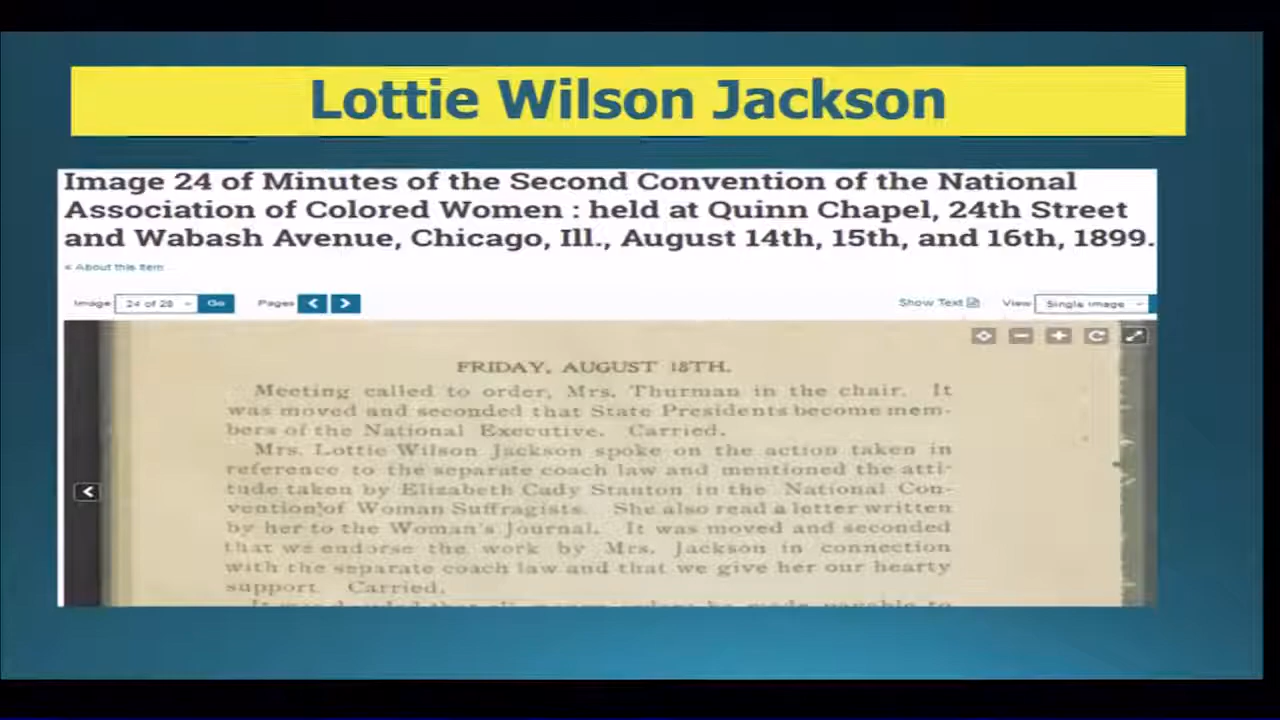 Lottie Wilson Jackson
Image 24 of Minutes of the Second Convention of the National
Association of Colored Women : held at Quinn Chapel, 24th Street
and Wabash Avenue, Chicago, Ill., August 14th, 15th, and 16th, 1899.
« About this Item
Image 24 of 28 Go Pages Show Text View Single Image
FRIDAY, AUGUST 18TH.
Meeting called to order, Mrs. Thurman in the chair. It
was moved and seconded that State Presidents become mem-
bers of the National Executive. Carried.
Mrs. Lottie Wilson Jackson spoke on the action taken in
reference to the separate coach law and mentioned the atti-
tude taken by Elizabeth Cady Stanton in the National Con-
vention of Woman Suffragists. She also read a letter written
by her to the Woman's Journal. It was moved and seconded
that we endorse the work by Mrs. Jackson in connection
with the separate coach law and that we give her our hearty
support. Carried.